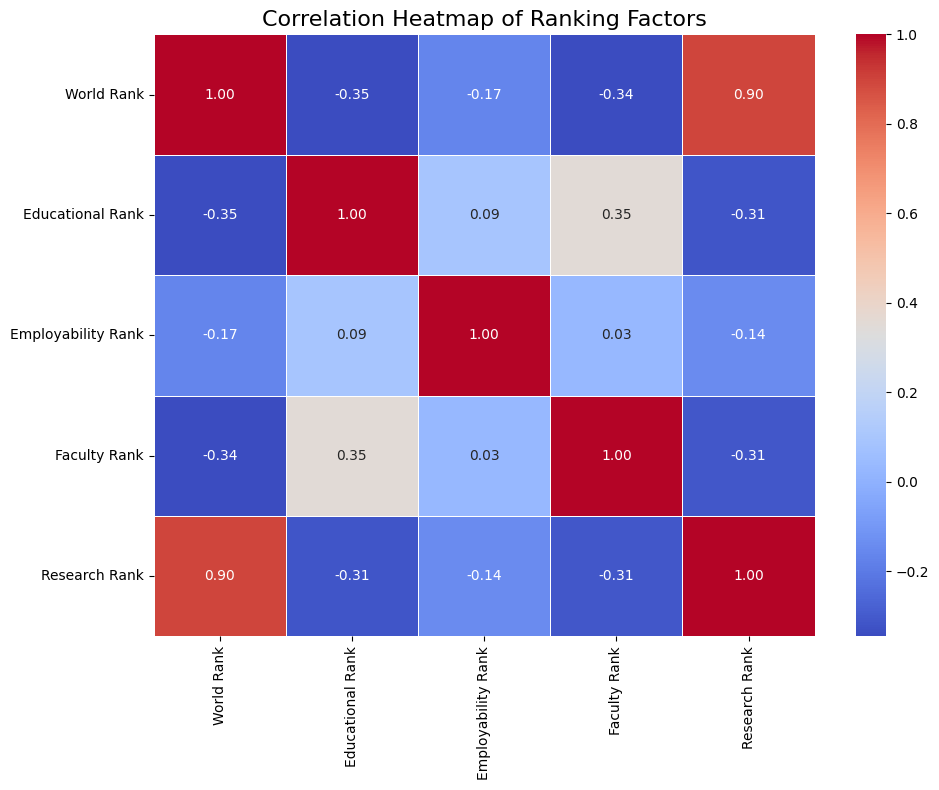 Correlation Heatmap of Ranking Factors
World Rank 1.00 -0.35 -0.17 -0.34 0.90
Educational Rank -0.35 1.00 0.09 0.35 -0.31
Employability Rank -0.17 0.09 1.00 0.03 -0.14
Faculty Rank -0.34 0.35 0.03 1.00 -0.31
Research Rank 0.90 -0.31 -0.14 -0.31 1.00
World Rank
Educational Rank
Employability Rank
Faculty Rank
Research Rank
1.0
0.8
0.6
0.4
0.2
0.0
−0.2